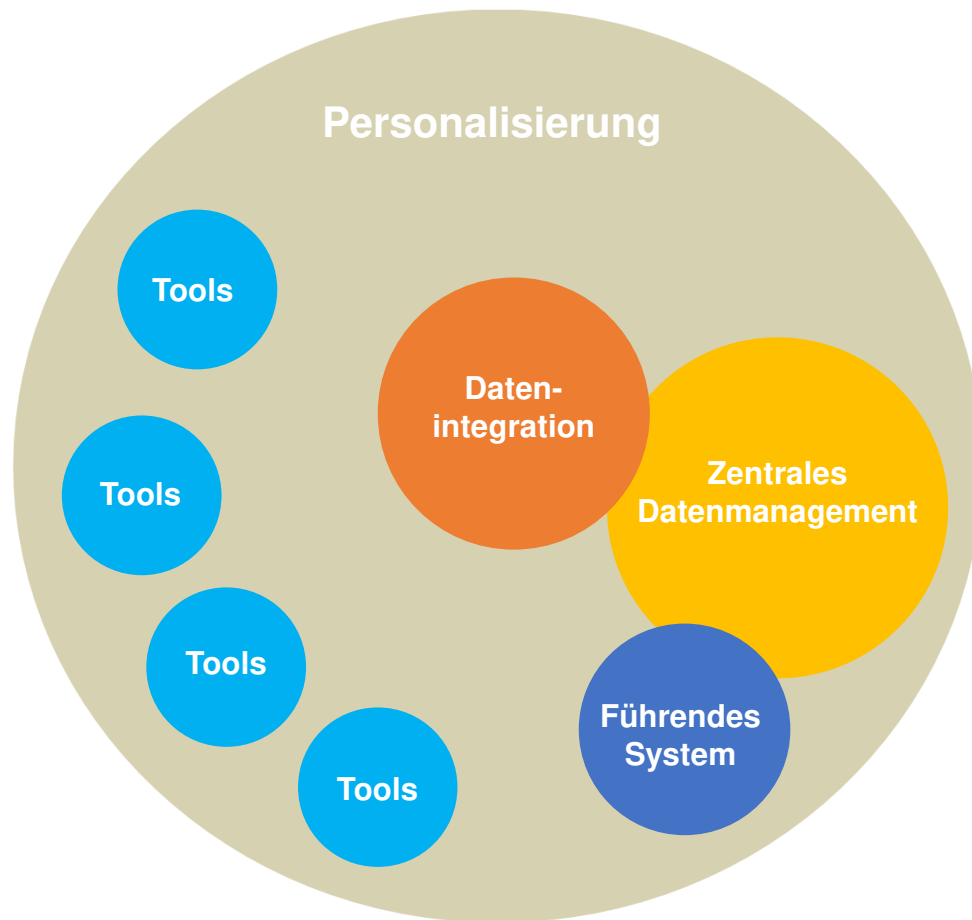 Personalisierung
Tools
Daten-
integration
Zentrales
Datenmanagement
Tools
Tools
Führendes
System
Tools